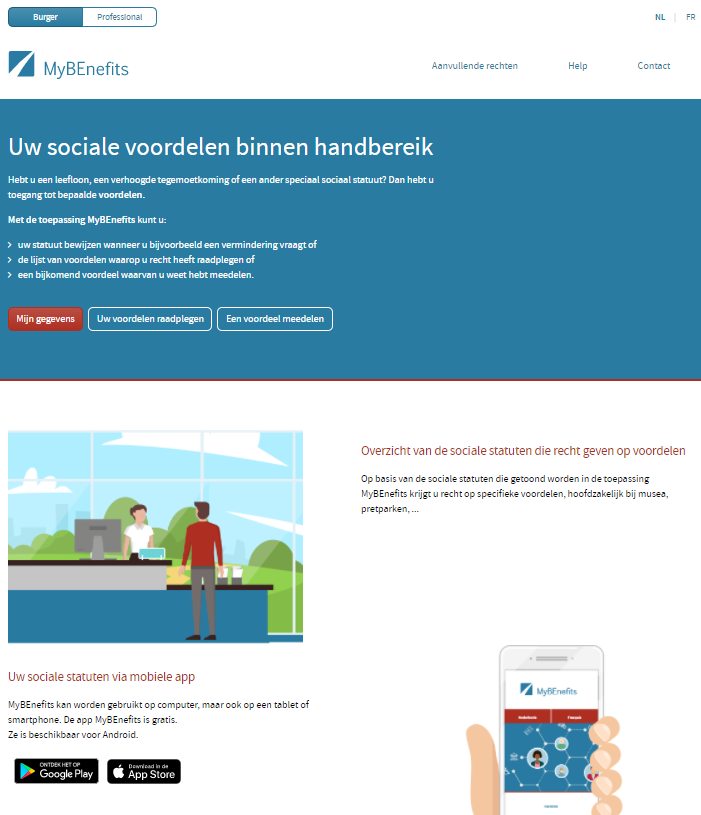 Burger
Professional
NL | FR
MyBEnefits
Aanvullende rechten
Help
Contact
Uw sociale voordelen binnen handbereik
Hebt u een leefloon, een verhoogde tegemoetkoming of een ander speciaal sociaal statuut? Dan hebt u
toegang tot bepaalde voordelen.
Met de toepassing MyBEnefits kunt u:
uw statuut bewijzen wanneer u bijvoorbeeld een vermindering vraagt of
de lijst van voordelen waarop u recht heeft raadplegen of
een bijkomend voordeel waarvan u weet hebt meedelen.
Mijn gegevens
Uw voordelen raadplegen
Een voordeel meedelen
Overzicht van de sociale statuten die recht geven op voordelen
Op basis van de sociale statuten die getoond worden in de toepassing
MyBEnefits krijgt u recht op specifieke voordelen, hoofdzakelijk bij musea,
pretparken, ...
Uw sociale statuten via mobiele app
MyBEnefits kan worden gebruikt op computer, maar ook op een tablet of
smartphone. De app MyBEnefits is gratis.
Ze is beschikbaar voor Android.
ONTDEK HET OP
Google Play
Download in de
App Store
MyBEnefits
Nederlands
Français